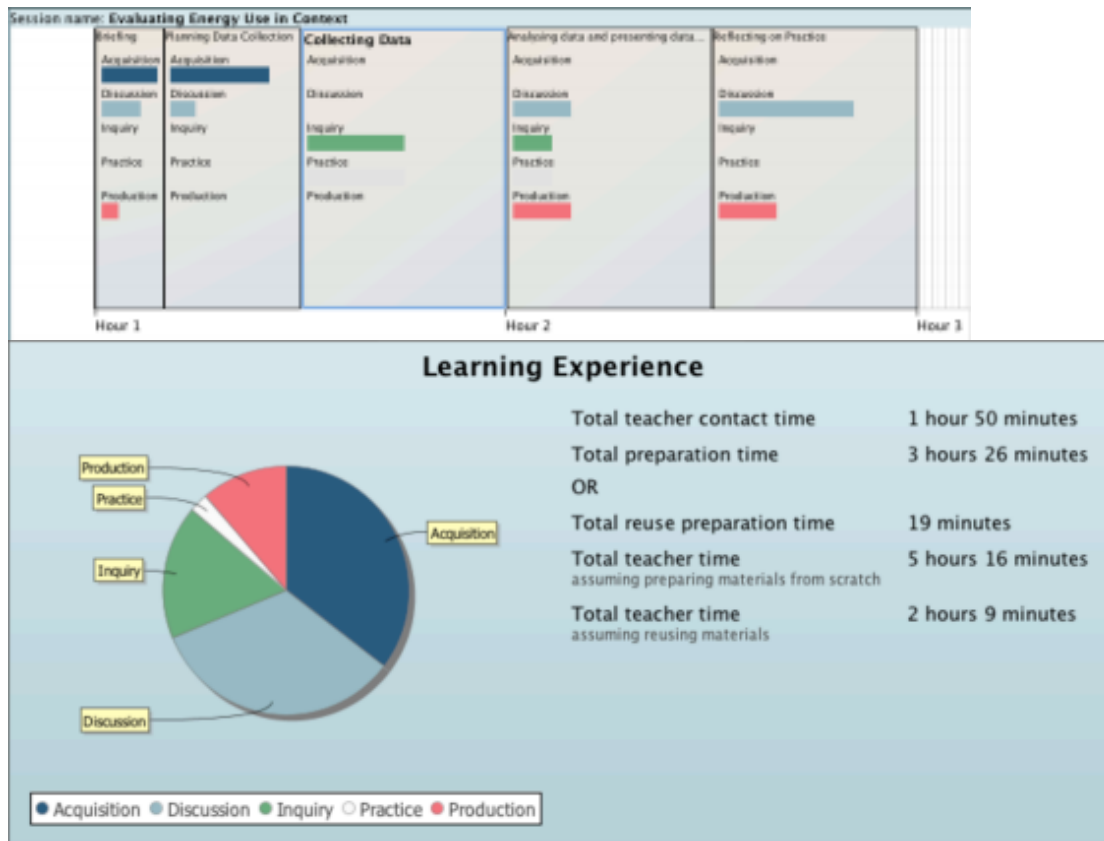 Session name: Evaluating Energy Use in Context
Briefing Planning Data Collection Collecting Data Analysing data and presenting data... Reflecting on Practice
Acquisition Acquisition Acquisition Acquisition Acquisition
Discussion Discussion Discussion Discussion Discussion
Inquiry Inquiry Inquiry Inquiry Inquiry
Practice Practice Practice Practice Practice
Production Production Production Production Production
Hour 1 Hour 2 Hour 3
Learning Experience
Total teacher contact time 1 hour 50 minutes
Total preparation time 3 hours 26 minutes
OR
Total reuse preparation time 19 minutes
Total teacher time 5 hours 16 minutes
assuming preparing materials from scratch
Total teacher time 2 hours 9 minutes
assuming reusing materials
Production
Practice
Acquisition
Inquiry
Discussion
Acquisition Discussion Inquiry Practice Production